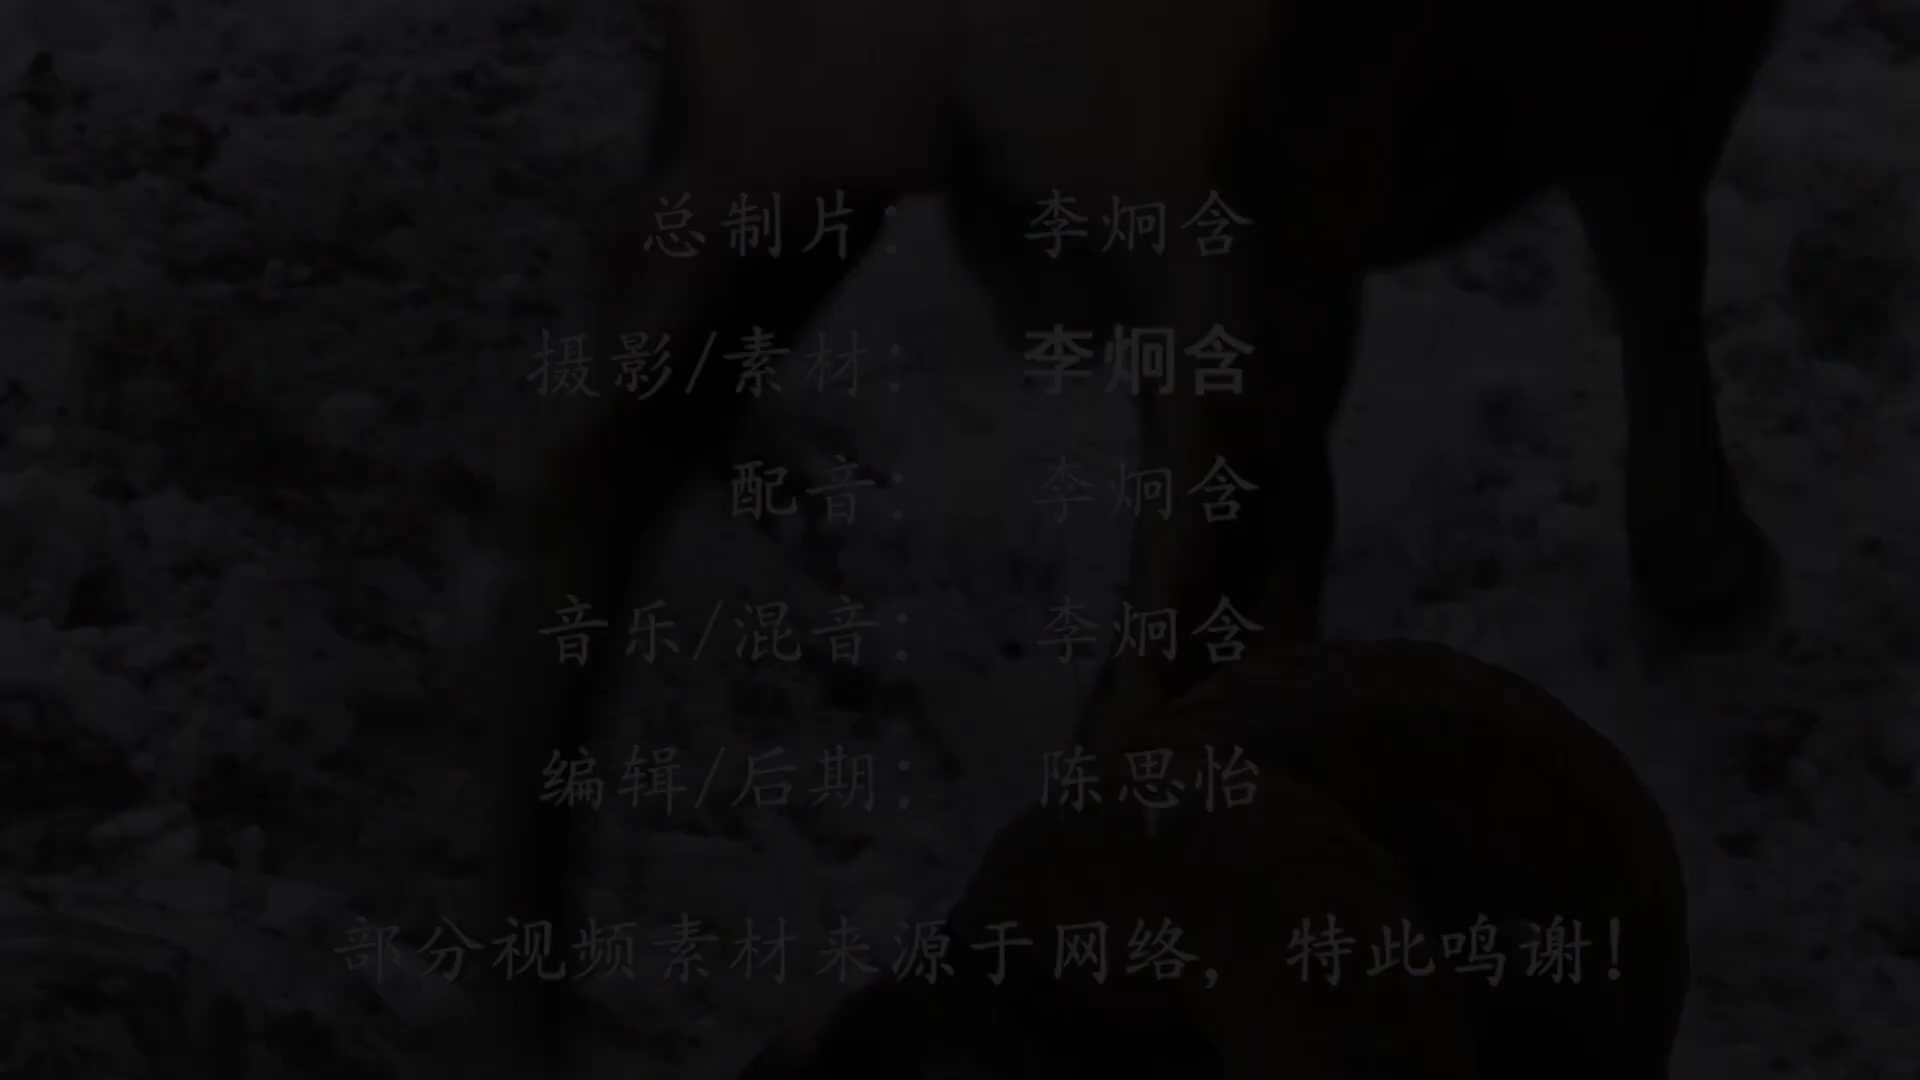 总制片： 李炯含
摄影/素材： 李炯含
配音： 李炯含
音乐/混音： 李炯含
编辑/后期： 陈思怡
部分视频素材来源于网络，特此鸣谢！